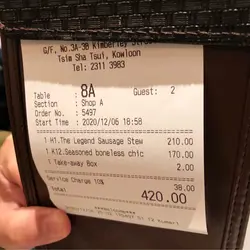 G/F, No.3A-3B Kimberley
Tsim Sha Tsui, Kowloon
Tel: 2311 3983
Table : 8A Guest: 2
Section : Shop A
Order No. : 5497
Start Time : 2020/12/06 18:58
1 H1.The Legend Sausage Stew 210.00
1 K12.Seasoned boneless chic 170.00
1 Take-away Box 2.00
Service Charge 10% 38.00
Total 420.00